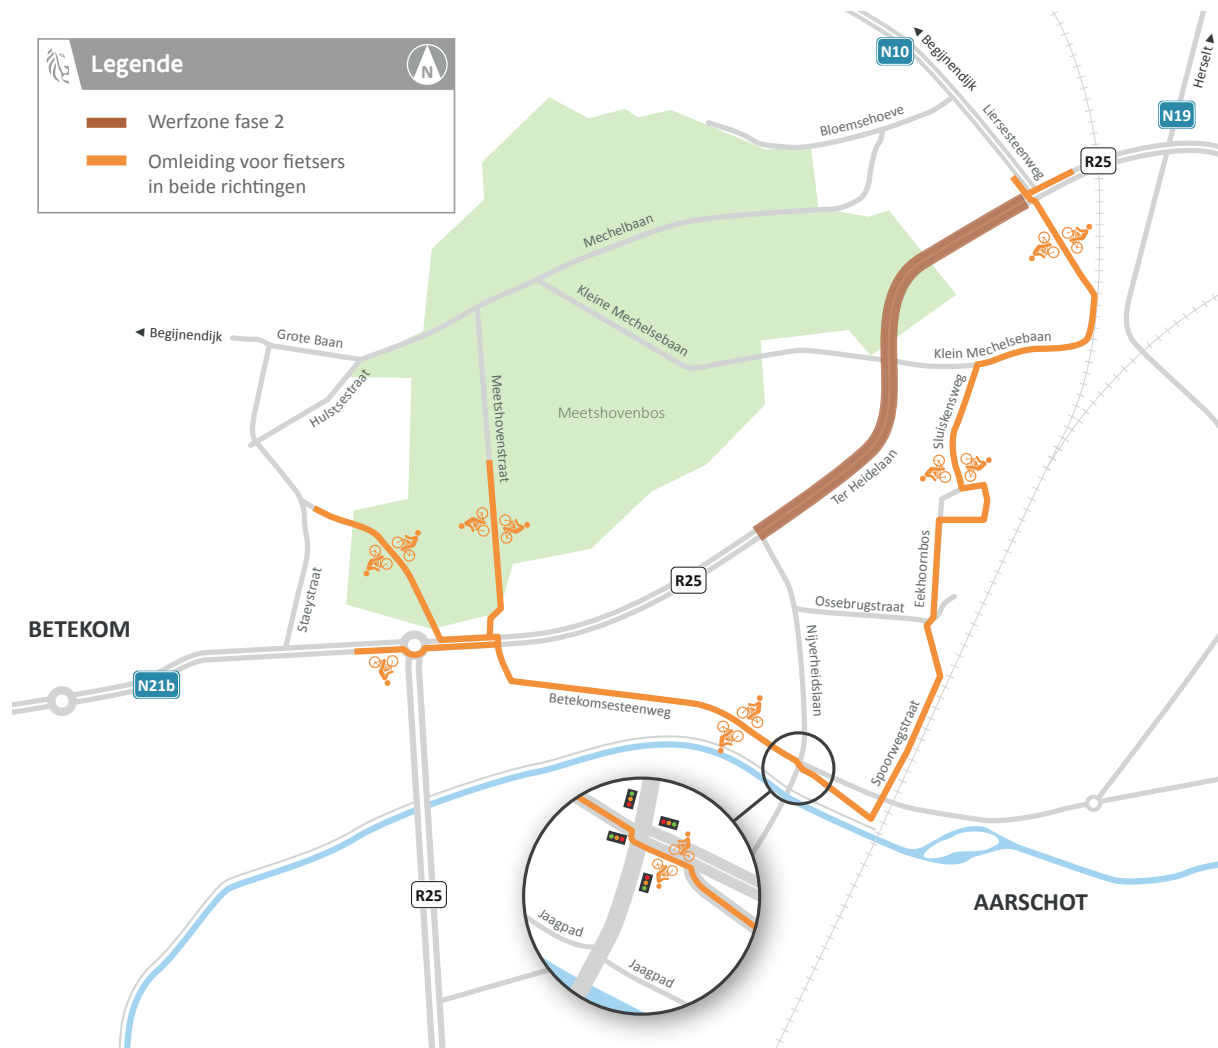 Legende
N
Werfzone fase 2
Omleiding voor fietsers
in beide richtingen
N10
Begijnendijk
Herselt
N19
Liersesteenweg
R25
Bloemsehoeve
Mechelbaan
Kleine Mechelsebaan
Begijnendijk
Grote Baan
Hulstsestraat
Klein Mechelsebaan
Meetshovenstraat
Meetshovenbos
Sluiskensweg
Ter Heidelaan
Eekhoornbos
Staeystraat
R25
Ossebrugstraat
BETEKOM
Nijverheidslaan
N21b
Betekomsesteenweg
Spoorwegstraat
R25
AARSCHOT
Jaagpad
Jaagpad